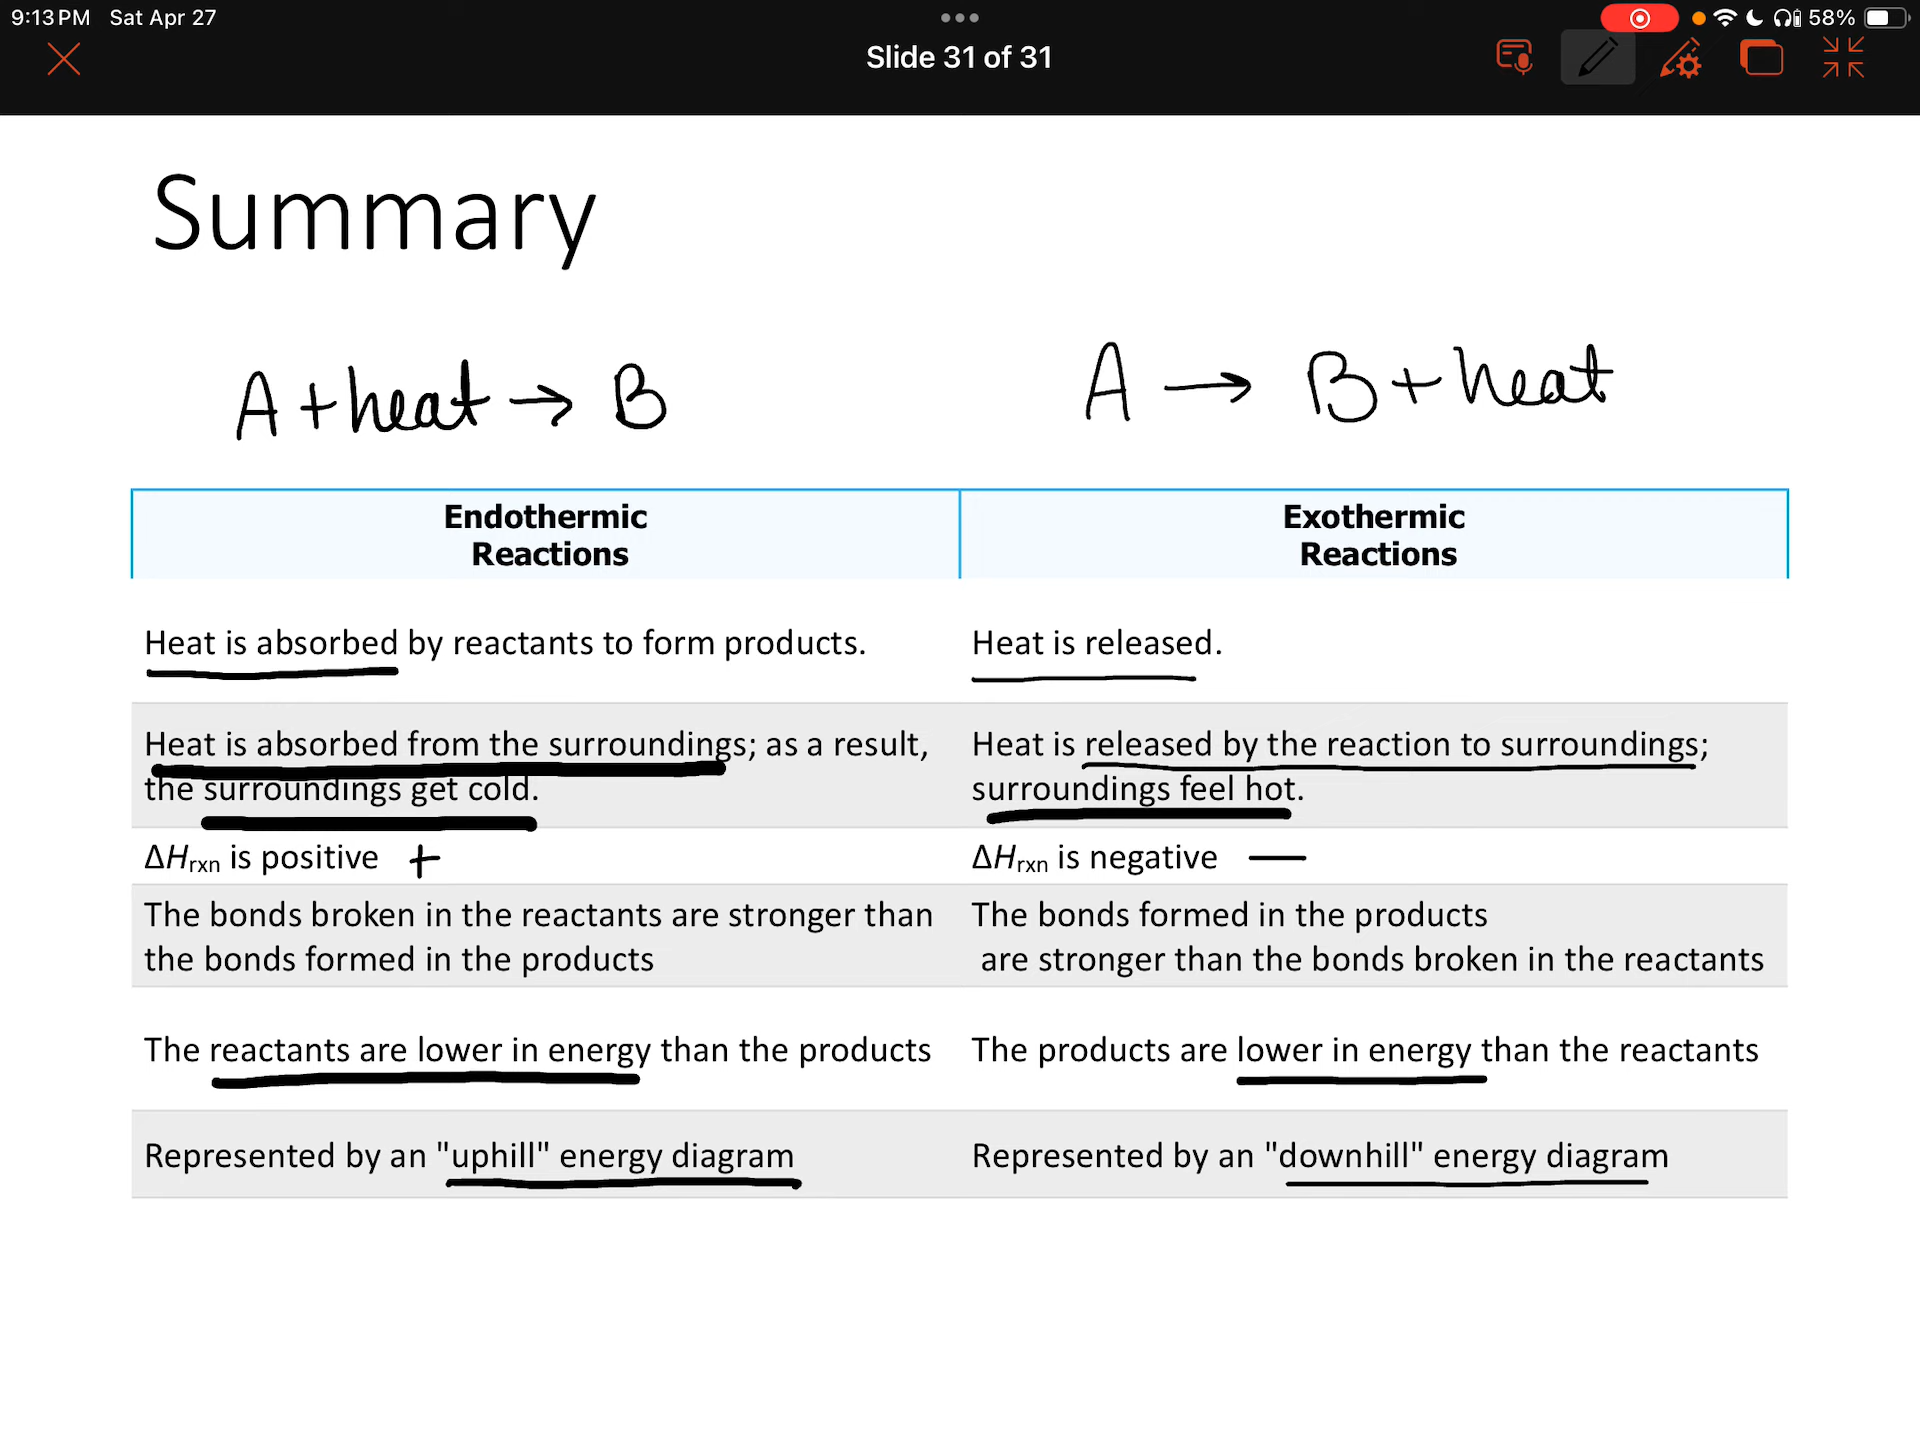 9:13 PM Sat Apr 27
58%
Slide 31 of 31
Summary
A + heat → B
A → B + heat
Endothermic
Reactions
Exothermic
Reactions
Heat is absorbed by reactants to form products.
Heat is released.
Heat is absorbed from the surroundings; as a result,
the surroundings get cold.
Heat is released by the reaction to surroundings;
surroundings feel hot.
ΔHrxn is positive +
ΔHrxn is negative —
The bonds broken in the reactants are stronger than
the bonds formed in the products
The bonds formed in the products
are stronger than the bonds broken in the reactants
The reactants are lower in energy than the products
The products are lower in energy than the reactants
Represented by an "uphill" energy diagram
Represented by an "downhill" energy diagram